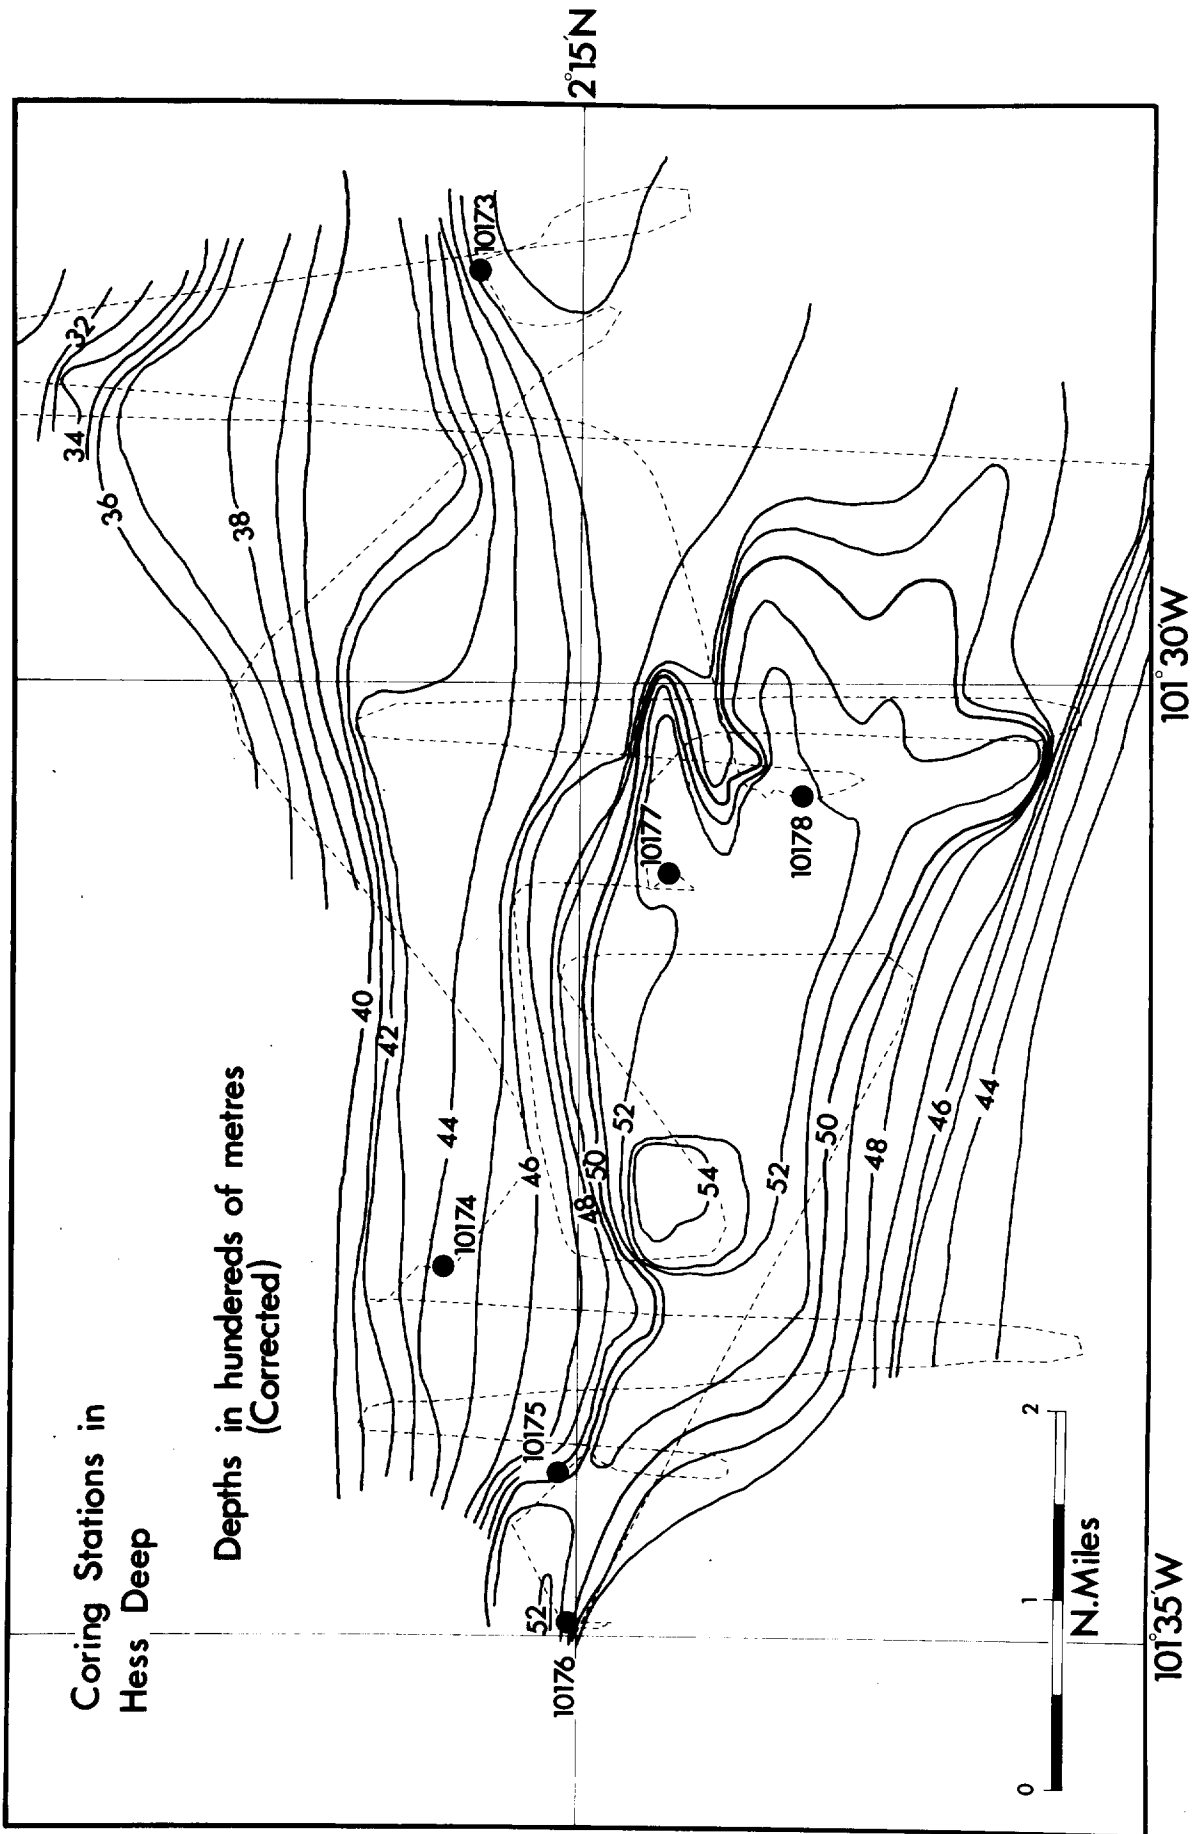 Coring Stations in
Hess Deep
Depths in hundereds of metres
(Corrected)
2°15'N
101°30'W
101°35'W
32
34
36
38
40
42
44
46
48
50
52
54
52
50
48
46
44
52
10173
10174
10175
10176
10177
10178
0 1 2
N.Miles